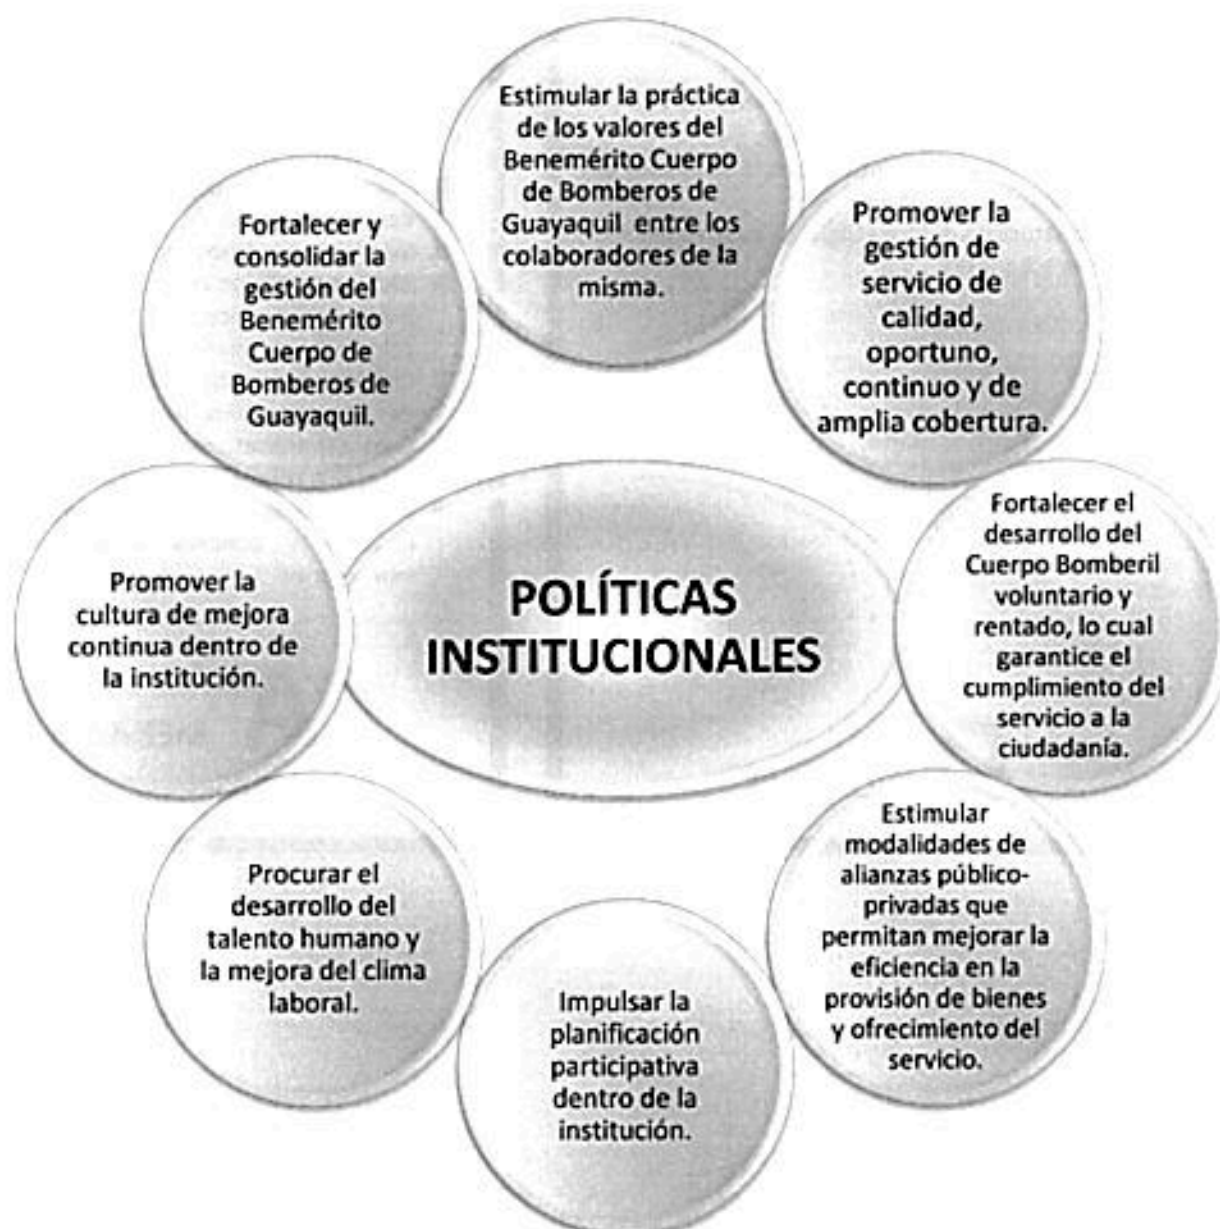 Estimular la práctica
de los valores del
Benemérito Cuerpo
de Bomberos de
Guayaquil entre los
colaboradores de la
misma.
Promover la
gestión de
servicio de
calidad,
oportuno,
continuo y de
amplia cobertura.
Fortalecer el
desarrollo del
Cuerpo Bomberil
voluntario y
rentado, lo cual
garantice el
cumplimiento del
servicio a la
ciudadanía.
Estimular
modalidades de
alianzas público-
privadas que
permitan mejorar la
eficiencia en la
provisión de bienes
y ofrecimiento del
servicio.
Impulsar la
planificación
participativa
dentro de la
institución.
Procurar el
desarrollo del
talento humano y
la mejora del clima
laboral.
Promover la
cultura de mejora
continua dentro de
la institución.
Fortalecer y
consolidar la
gestión del
Benemérito
Cuerpo de
Bomberos de
Guayaquil.
POLÍTICAS
INSTITUCIONALES